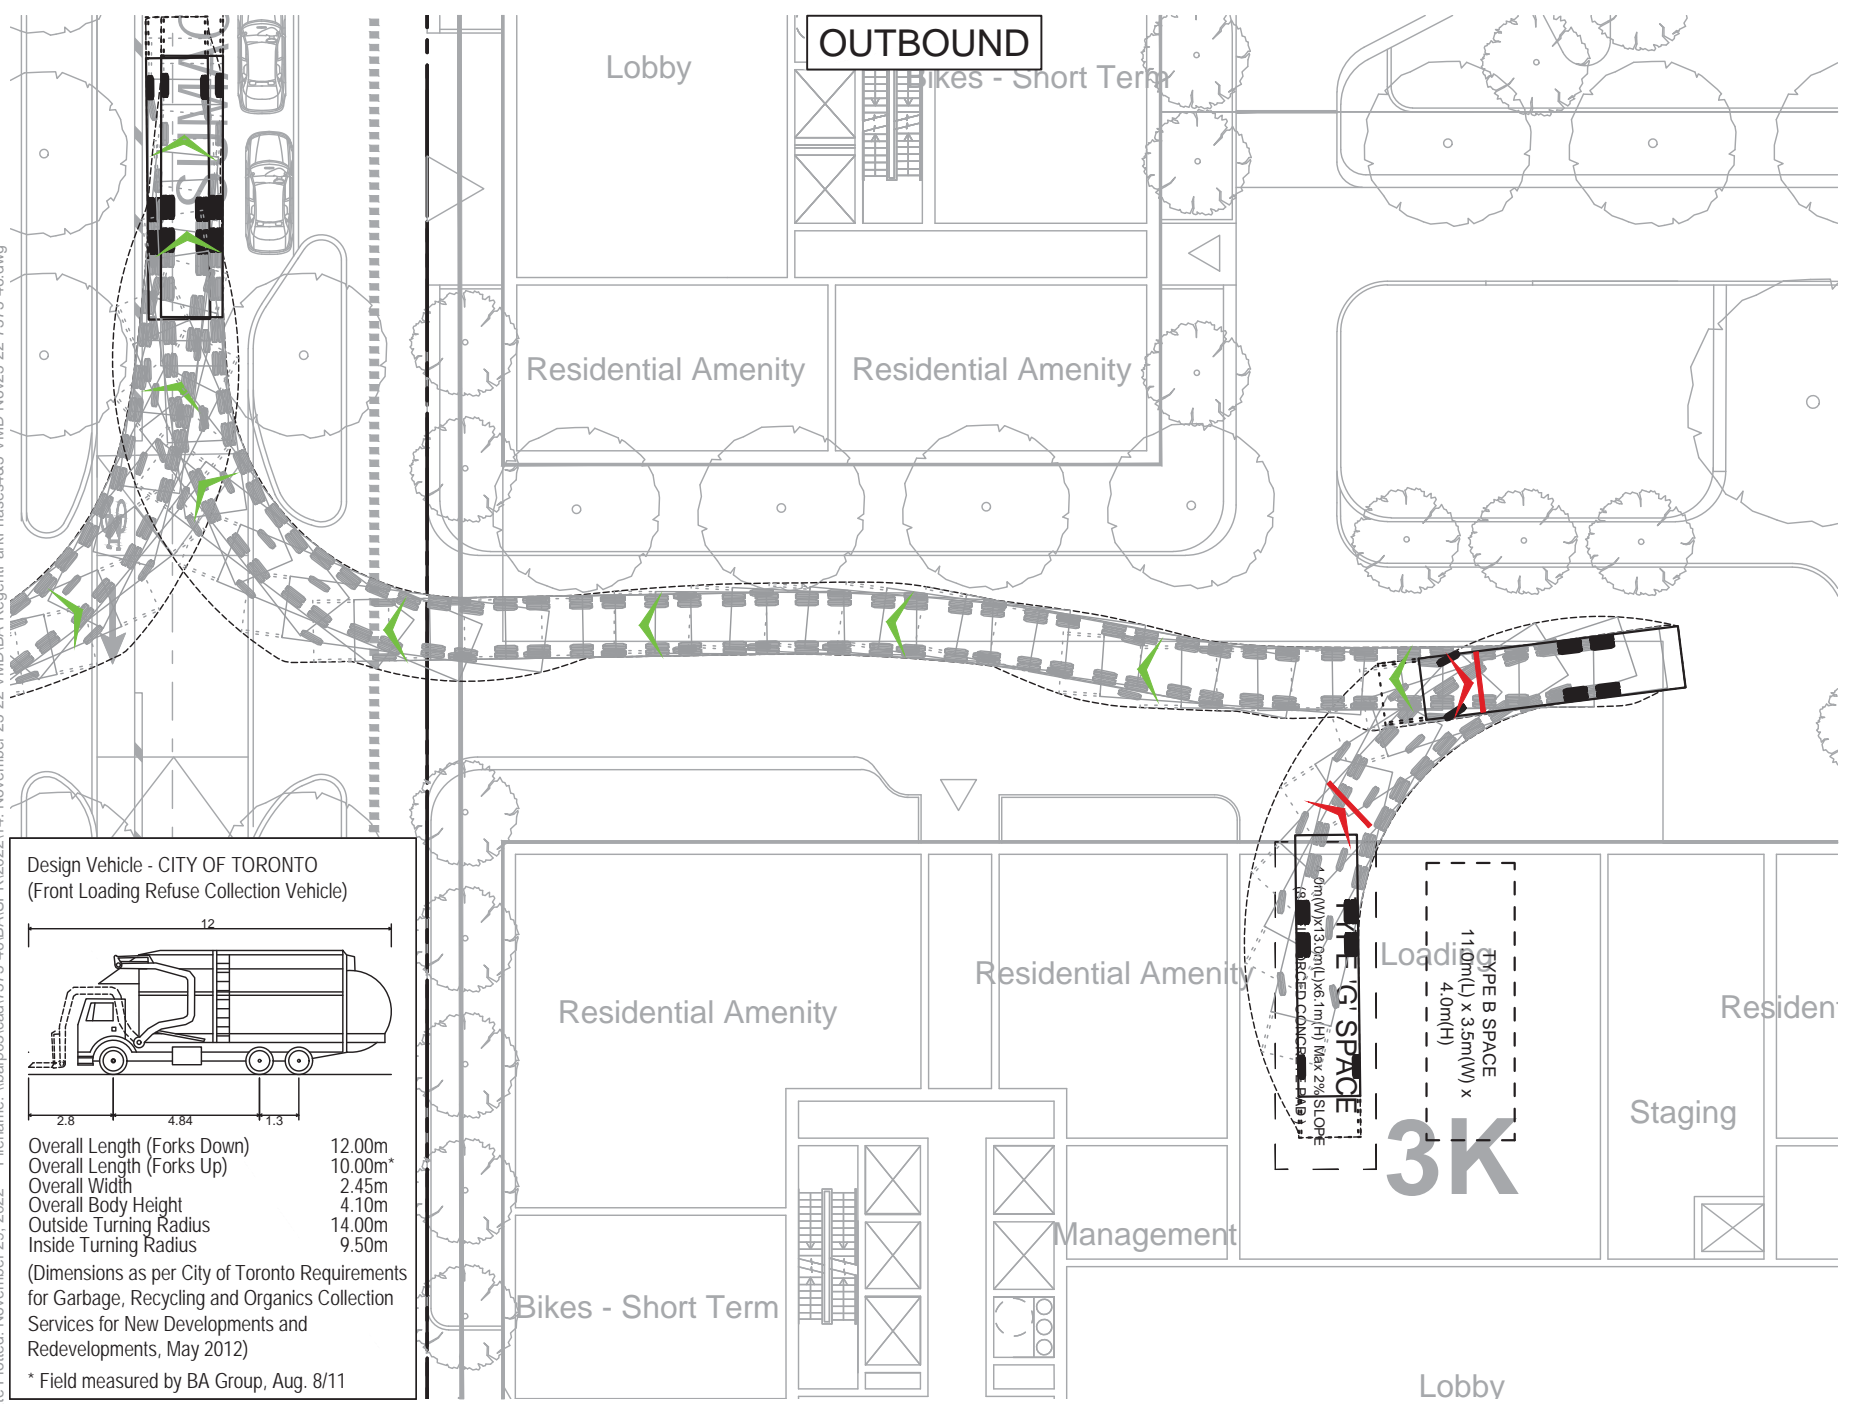 OUTBOUND
Lobby
Bikes - Short Term
SUMAC
Residential Amenity
Residential Amenity
Design Vehicle - CITY OF TORONTO
(Front Loading Refuse Collection Vehicle)
12
2.8
4.84
1.3
Overall Length (Forks Down) 12.00m
Overall Length (Forks Up) 10.00m*
Overall Width 2.45m
Overall Body Height 4.10m
Outside Turning Radius 14.00m
Inside Turning Radius 9.50m
(Dimensions as per City of Toronto Requirements
for Garbage, Recycling and Organics Collection
Services for New Developments and
Redevelopments, May 2012)
* Field measured by BA Group, Aug. 8/11
Residential Amenity
Residential Amenity
Loading
TYPE 'G' SPACE
4.0m(W)x13.0m(L)x6.1m(H) Max 2% SLOPE
TYPE B SPACE
11.0m(L) x 3.5m(W) x
4.0m(H)
3K
Staging
Management
Bikes - Short Term
Lobby